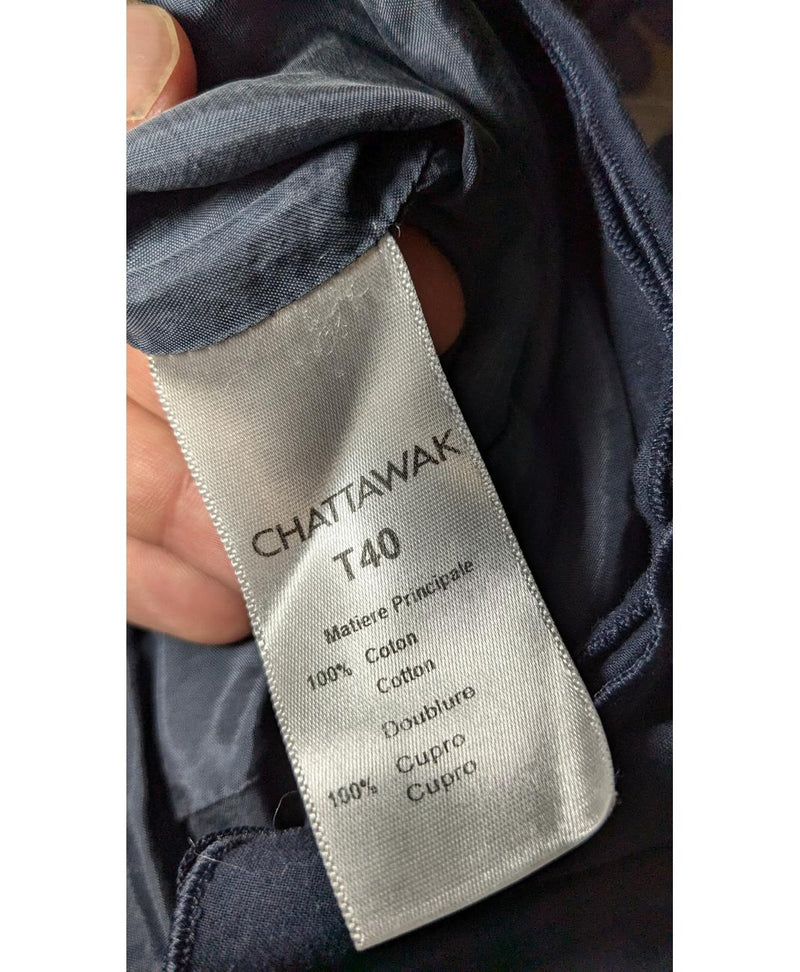 CHATTAWAK
T40
Matiere Principale
100% Coton
Cotton
Doublure
100% Cupro
Cupro